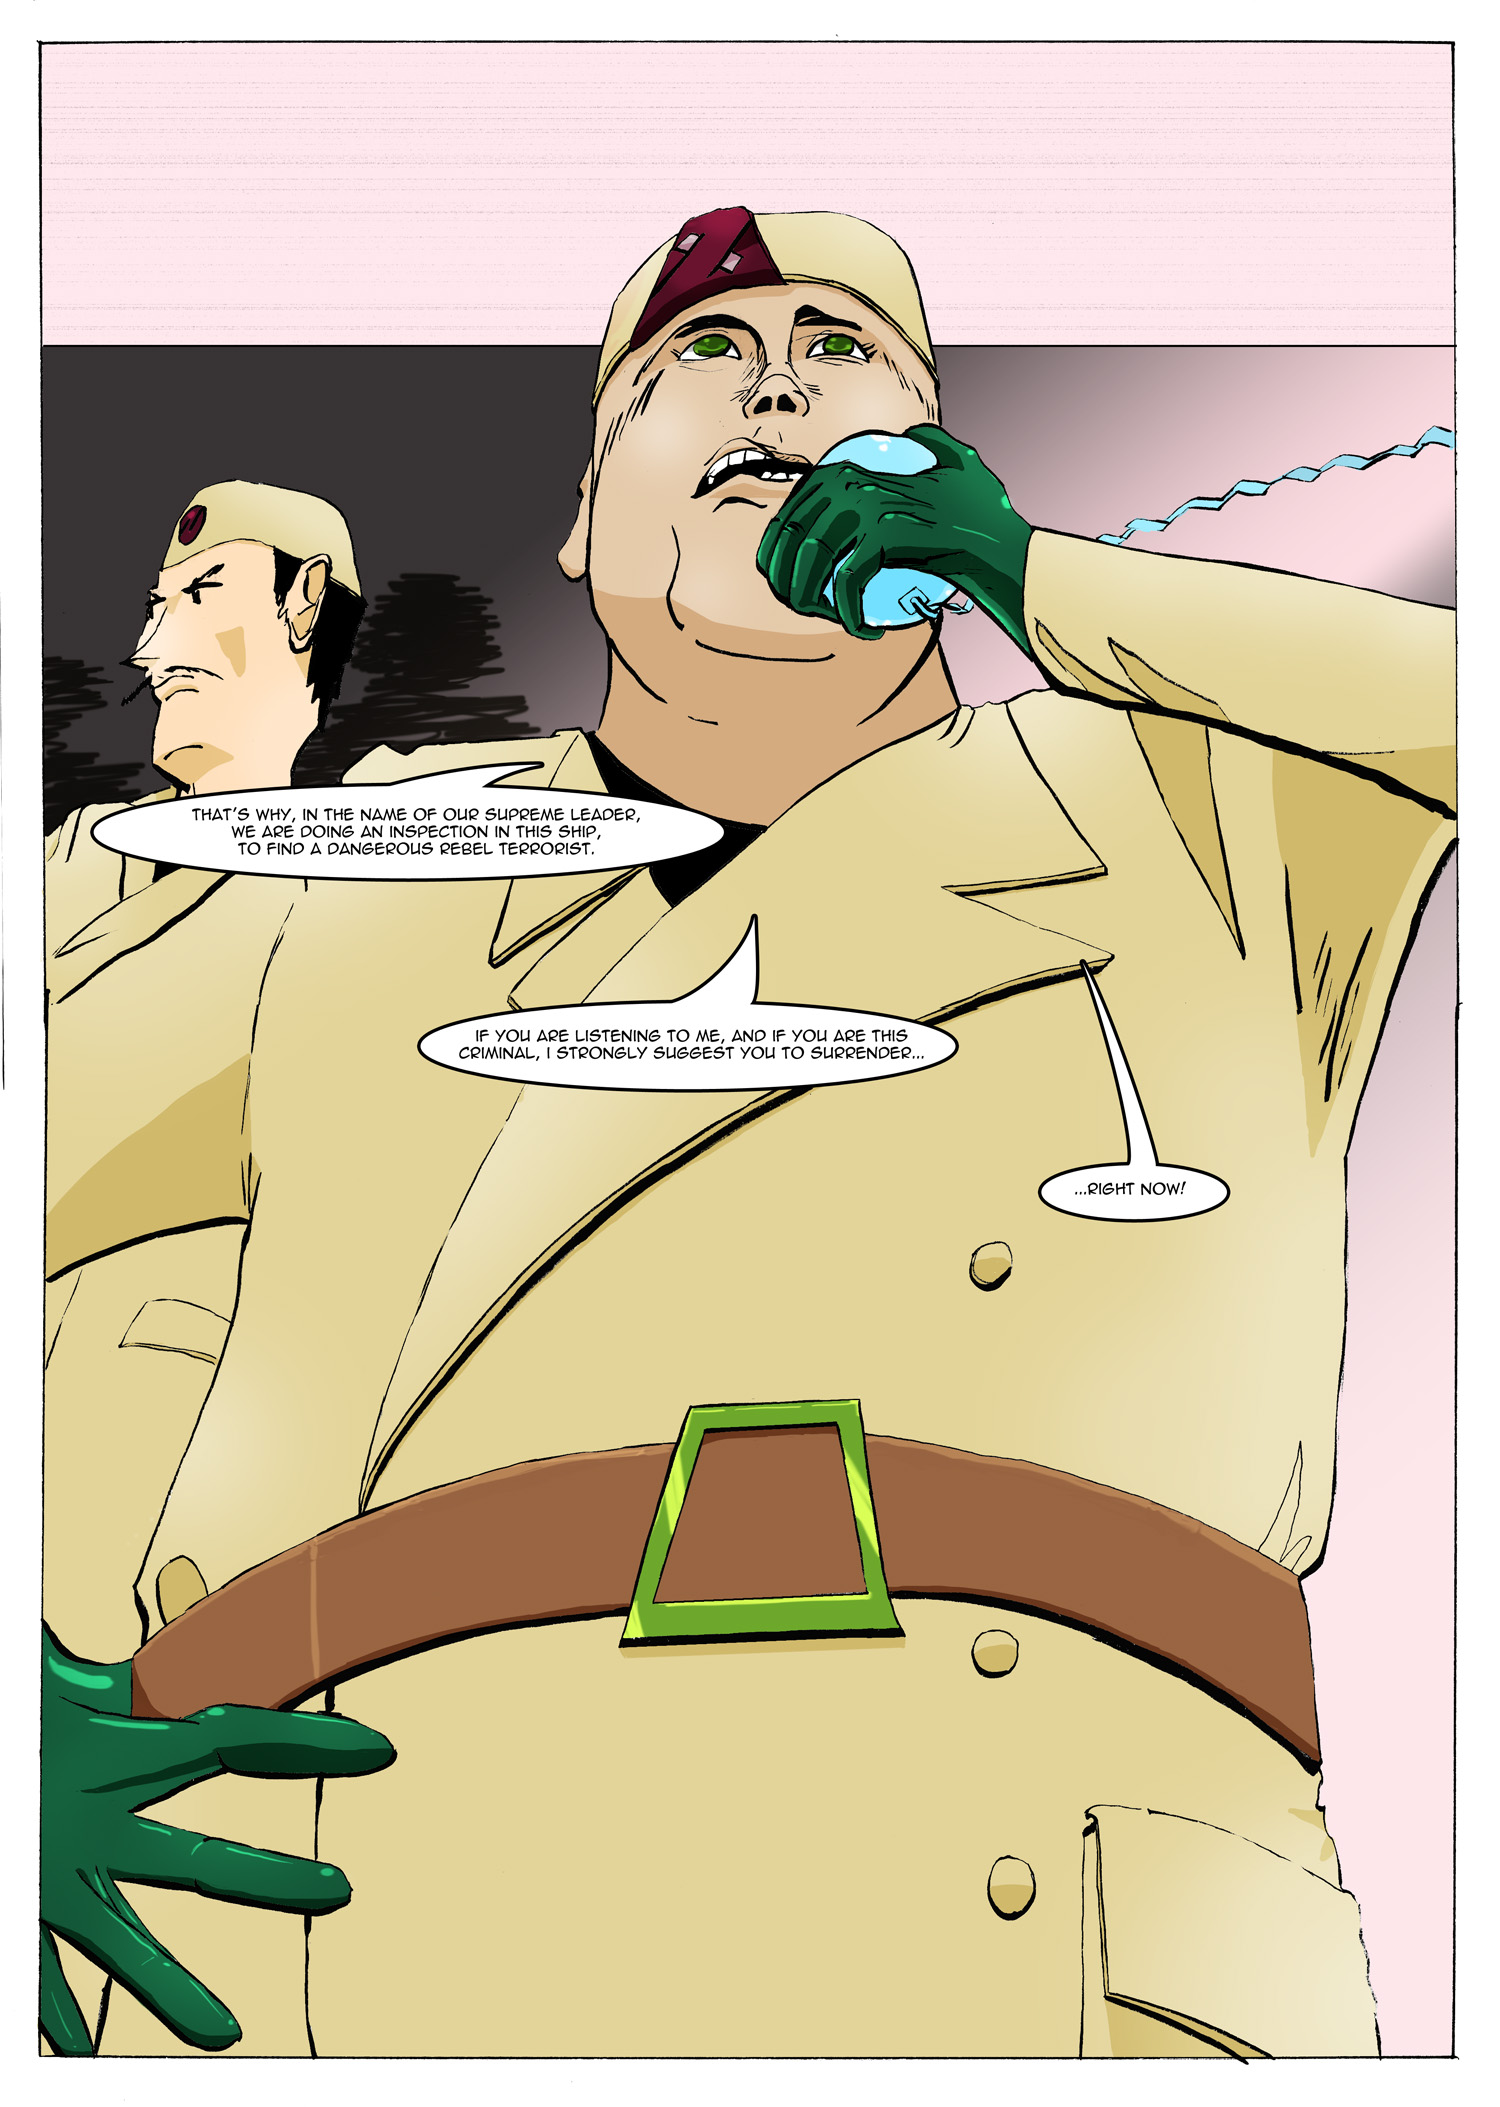 THAT'S WHY, IN THE NAME OF OUR SUPREME LEADER,
WE ARE DOING AN INSPECTION IN THIS SHIP,
TO FIND A DANGEROUS REBEL TERRORIST.
IF YOU ARE LISTENING TO ME, AND IF YOU ARE THIS
CRIMINAL, I STRONGLY SUGGEST YOU TO SURRENDER...
...RIGHT NOW!